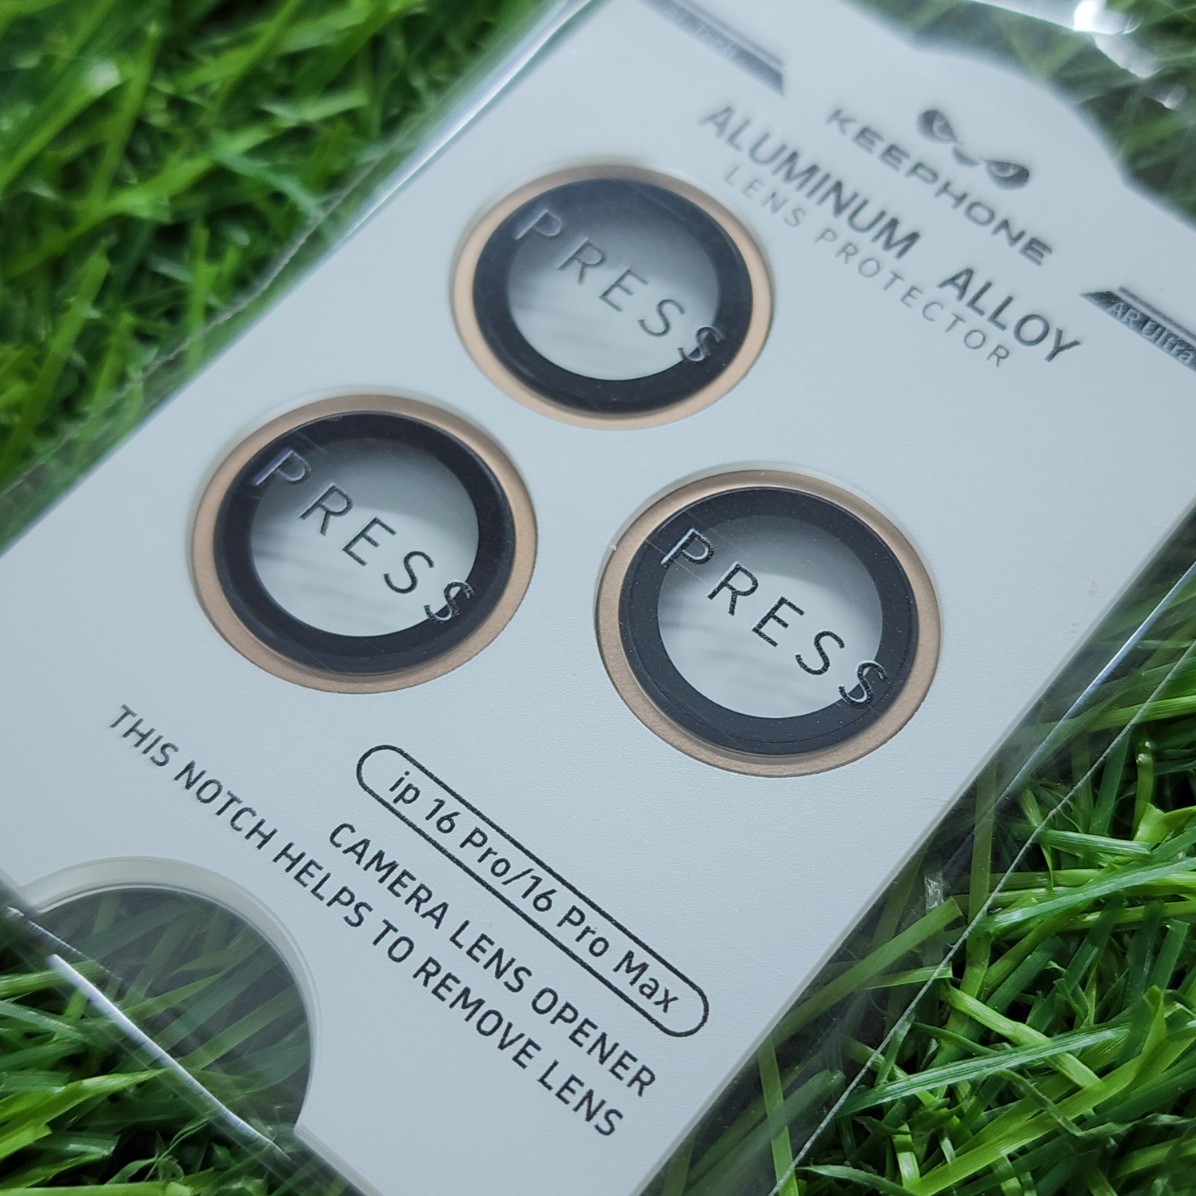 KEEPHONE
ALUMINUM ALLOY
LENS PROTECTOR
AR Ultra
PRESS
PRESS
PRESS
ip 16 Pro/16 Pro Max
CAMERA LENS OPENER
THIS NOTCH HELPS TO REMOVE LENS